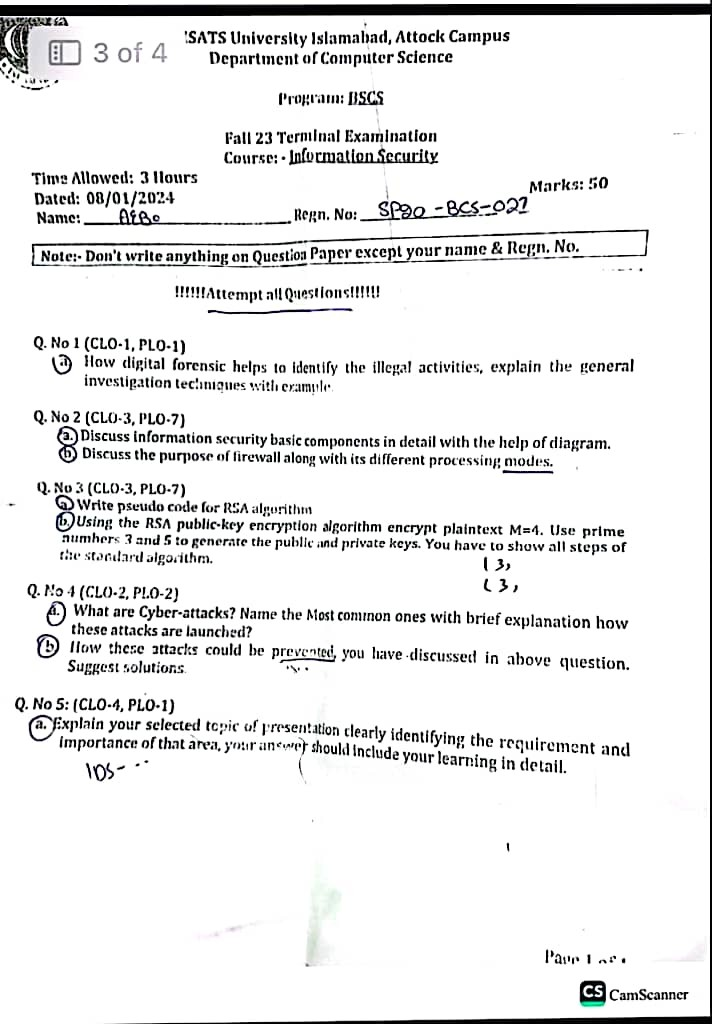 3 of 4
SATS University Islamabad, Attock Campus
Department of Computer Science
Program: BSCS
Fall 23 Terminal Examination
Course: - Information Security
Time Allowed: 3 Hours
Marks: 50
Dated: 08/01/2024
Name: Regn. No: SP20-BCS-021
Note:- Don't write anything on Question Paper except your name & Regn. No.
!!!!!!Attempt all Questions!!!!!!
Q. No 1 (CLO-1, PLO-1)
a) How digital forensic helps to identify the illegal activities, explain the general
investigation techniques with example.
Q. No 2 (CLO-3, PLO-7)
a. Discuss information security basic components in detail with the help of diagram.
b) Discuss the purpose of firewall along with its different processing modes.
Q. No 3 (CLO-3, PLO-7)
a Write pseudo code for RSA algorithm
b. Using the RSA public-key encryption algorithm encrypt plaintext M=4. Use prime
numbers 3 and 5 to generate the public and private keys. You have to show all steps of
the standard algorithm.
(3,
(3,
Q. No 4 (CLO-2, PLO-2)
a. What are Cyber-attacks? Name the Most common ones with brief explanation how
these attacks are launched?
b How these attacks could be prevented, you have discussed in above question.
Suggest solutions.
Q. No 5: (CLO-4, PLO-1)
a. Explain your selected topic of presentation clearly identifying the requirement and
importance of that area, your answer should include your learning in detail.
IDS-..
Page 1
CS CamScanner